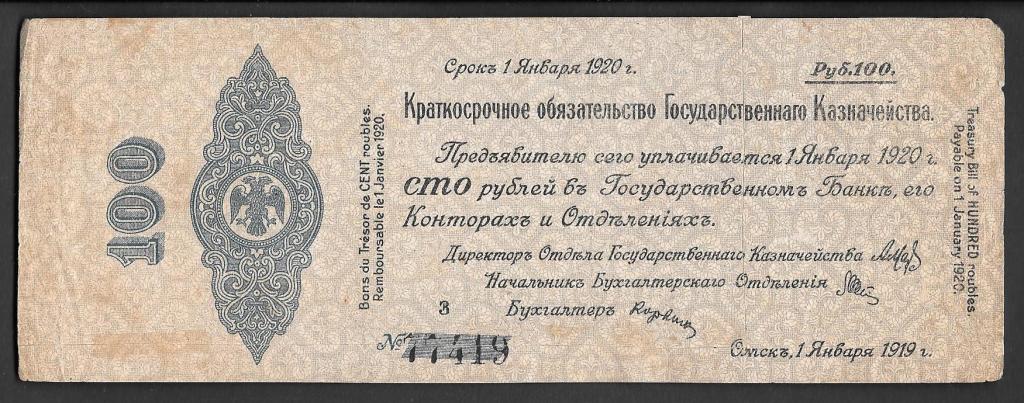 100
Bons du Trésor de CENT roubles.
Remboursable le 1 Janvier 1920.
Срокъ 1 Января 1920 г.
Руб.100.
Краткосрочное обязательство Государственнаго Казначейства.
Предъявителю сего уплачивается 1 Января 1920 г.
сто рублей въ Государственномъ Банкѣ, его
Конторахъ и Отдѣленіяхъ.
Директоръ Отдѣла Государственнаго Казначейства
Начальникъ Бухгалтерскаго Отдѣленія
З Бухгалтеръ
№ 77419
Омскъ, 1 Января 1919 г.
Treasury Bill of HUNDRED roubles.
Payable on 1 January 1920.